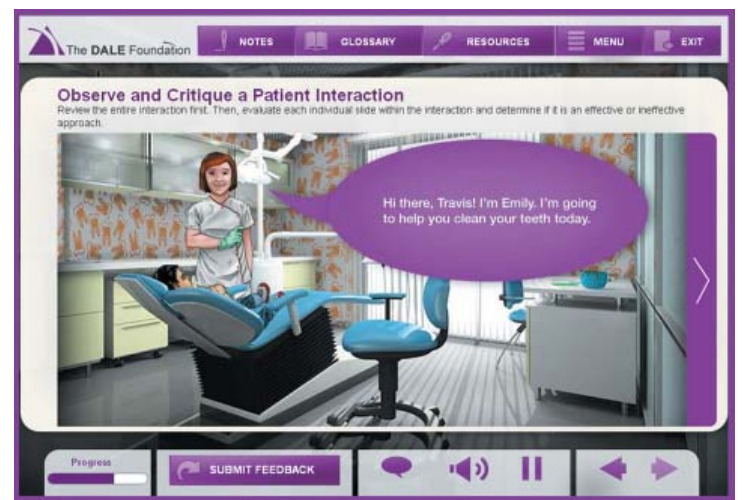 The DALE Foundation
NOTES
GLOSSARY
RESOURCES
MENU
EXIT
Observe and Critique a Patient Interaction
Review the entire interaction first. Then, evaluate each individual slide within the interaction and determine if it is an effective or ineffective
approach.
Hi there, Travis! I'm Emily. I'm going
to help you clean your teeth today.
Progress
SUBMIT FEEDBACK